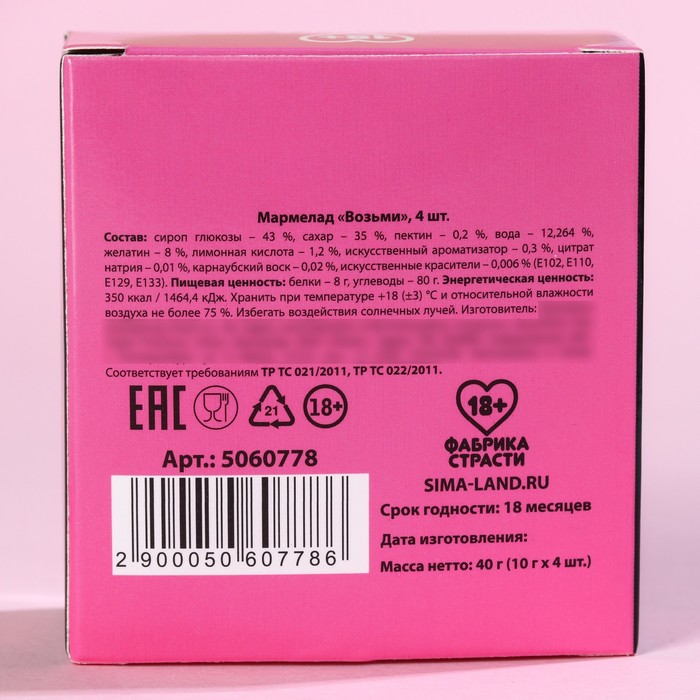 18+
Мармелад «Возьми», 4 шт.
Состав: сироп глюкозы – 43 %, сахар – 35 %, пектин – 0,2 %, вода – 12,264 %,
желатин – 8 %, лимонная кислота – 1,2 %, искусственный ароматизатор – 0,3 %, цитрат
натрия – 0,01 %, карнаубский воск – 0,02 %, искусственные красители – 0,006 % (Е102, Е110,
Е129, Е133). Пищевая ценность: белки – 8 г, углеводы – 80 г. Энергетическая ценность:
350 ккал / 1464,4 кДж. Хранить при температуре +18 (±3) °С и относительной влажности
воздуха не более 75 %. Избегать воздействия солнечных лучей. Изготовитель:
Соответствует требованиям ТР ТС 021/2011, ТР ТС 022/2011.
EAC 21 18+
Арт.: 5060778
2 900050 607786
18+
ФАБРИКА
СТРАСТИ
SIMA-LAND.RU
Срок годности: 18 месяцев
Дата изготовления:
Масса нетто: 40 г (10 г х 4 шт.)